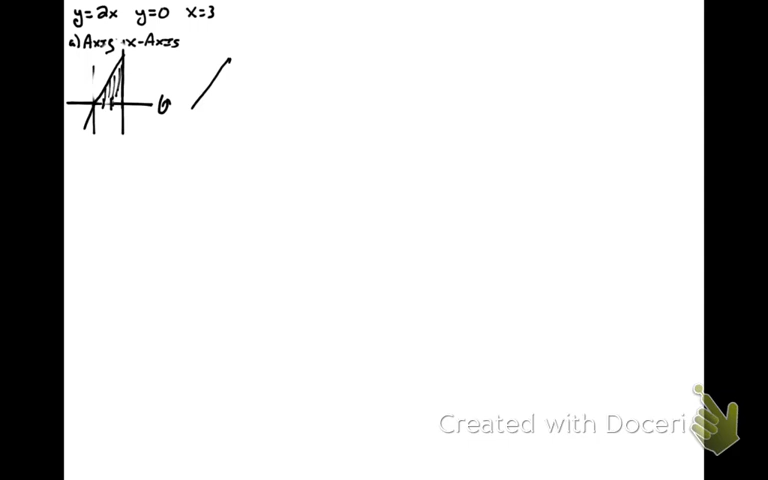 y=2x y=0 x=3
a) Axis: x-Axis
Created with Doceri